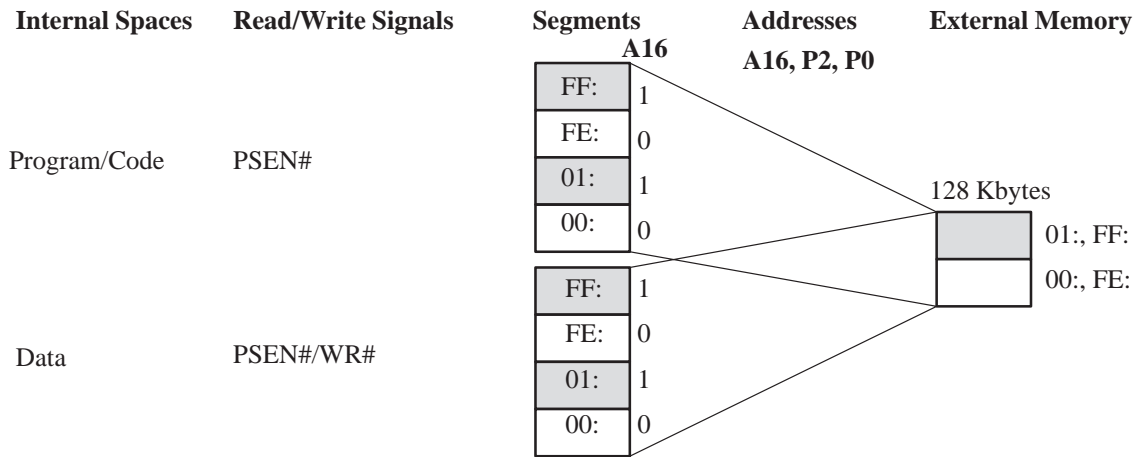 Internal Spaces Read/Write Signals Segments Addresses External Memory
A16 A16, P2, P0
FF: 1
FE: 0
Program/Code PSEN# 01: 1
128 Kbytes
00: 0 01:, FF:
00:, FE:
FF: 1
FE: 0
Data PSEN#/WR#
01: 1
00: 0